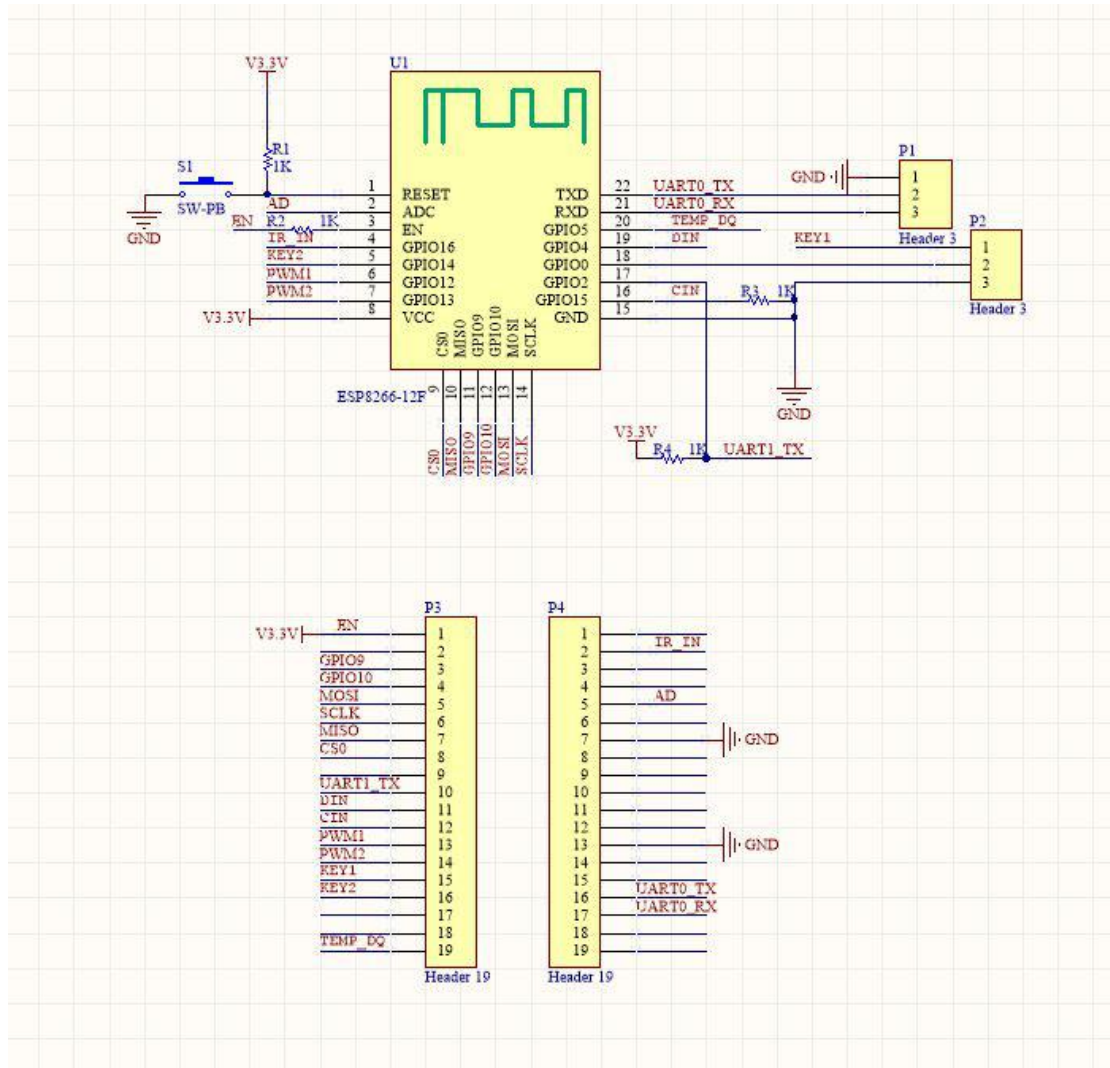 V3.3V
U1
R1
1K
S1
SW-PB
GND
AD
EN
R2
1K
IR_IN
KEY2
PWM1
PWM2
V3.3V
1
2
3
4
5
6
7
8
RESET
ADC
EN
GPIO16
GPIO14
GPIO12
GPIO13
VCC
TXD
RXD
GPIO5
GPIO4
GPIO0
GPIO2
GPIO15
GND
22
21
20
19
18
17
16
15
CS0
MISO
GPIO9
GPIO10
MOSI
SCLK
ESP8266-12F
9
10
11
12
13
14
CS0
MISO
GPIO9
GPIO10
MOSI
SCLK
UART0_TX
UART0_RX
TEMP_DQ
DIN
CIN
R3
1K
KEY1
GND
P1
1
2
3
Header 3
P2
1
2
3
Header 3
GND
V3.3V
R4
1K
UART1_TX
P3
V3.3V
EN
GPIO9
GPIO10
MOSI
SCLK
MISO
CS0
UART1_TX
DIN
CIN
PWM1
PWM2
KEY1
KEY2
TEMP_DQ
1
2
3
4
5
6
7
8
9
10
11
12
13
14
15
16
17
18
19
Header 19
P4
1
2
3
4
5
6
7
8
9
10
11
12
13
14
15
16
17
18
19
IR_IN
AD
GND
GND
UART0_TX
UART0_RX
Header 19